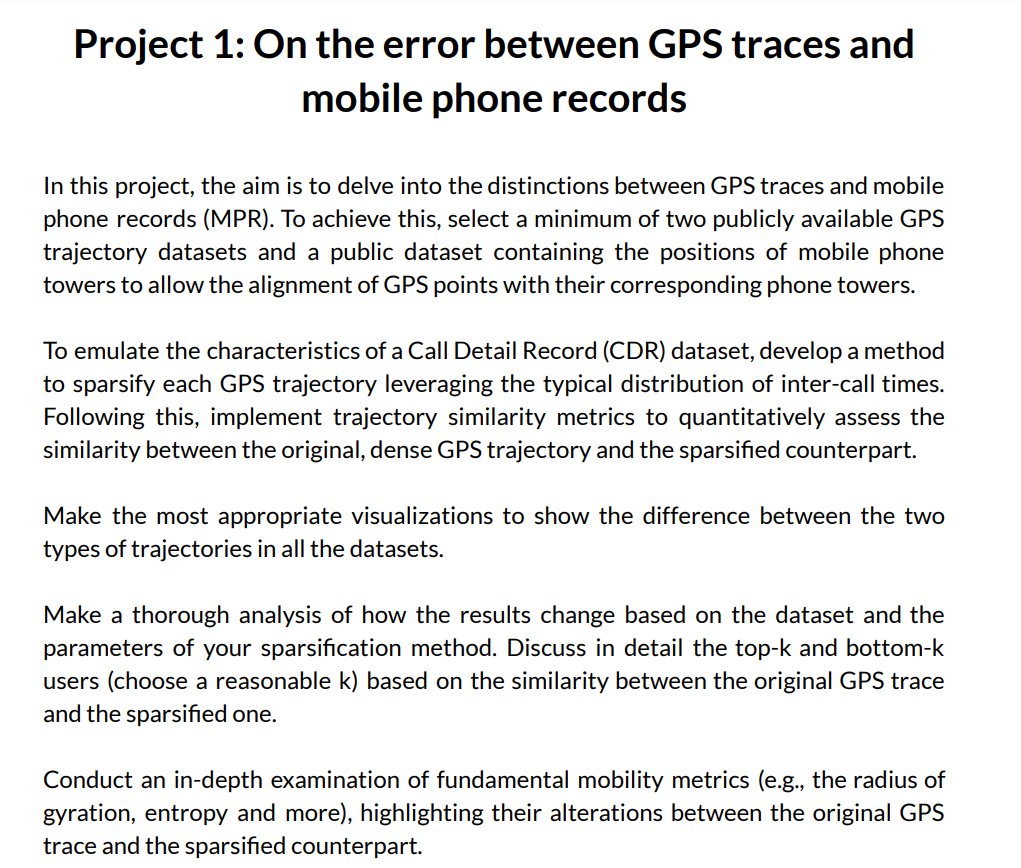 Project 1: On the error between GPS traces and
mobile phone records
In this project, the aim is to delve into the distinctions between GPS traces and mobile
phone records (MPR). To achieve this, select a minimum of two publicly available GPS
trajectory datasets and a public dataset containing the positions of mobile phone
towers to allow the alignment of GPS points with their corresponding phone towers.
To emulate the characteristics of a Call Detail Record (CDR) dataset, develop a method
to sparsify each GPS trajectory leveraging the typical distribution of inter-call times.
Following this, implement trajectory similarity metrics to quantitatively assess the
similarity between the original, dense GPS trajectory and the sparsified counterpart.
Make the most appropriate visualizations to show the difference between the two
types of trajectories in all the datasets.
Make a thorough analysis of how the results change based on the dataset and the
parameters of your sparsification method. Discuss in detail the top-k and bottom-k
users (choose a reasonable k) based on the similarity between the original GPS trace
and the sparsified one.
Conduct an in-depth examination of fundamental mobility metrics (e.g., the radius of
gyration, entropy and more), highlighting their alterations between the original GPS
trace and the sparsified counterpart.